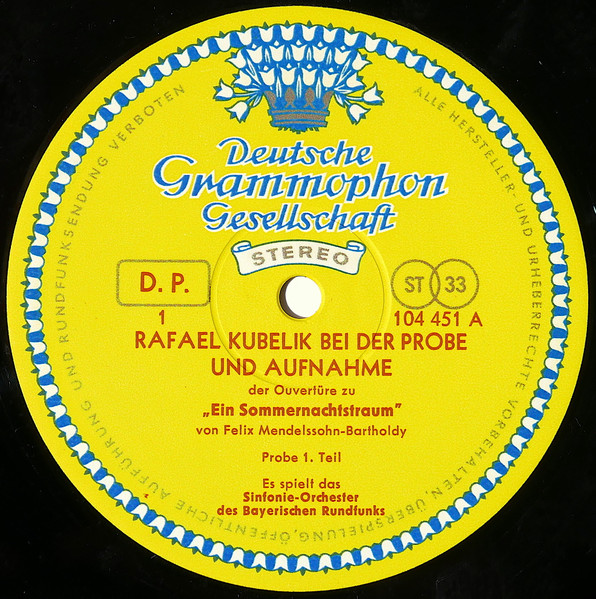 Deutsche
Grammophon
Gesellschaft
STEREO
D. P.
ST 33
1
104 451 A
RAFAEL KUBELIK BEI DER PROBE
UND AUFNAHME
der Ouvertüre zu
„Ein Sommernachtstraum”
von Felix Mendelssohn-Bartholdy
Probe 1. Teil
Es spielt das
Sinfonie-Orchester
des Bayerischen Rundfunks
ALLE HERSTELLER- UND URHEBERRECHTE VORBEHALTEN, ÜBERSPIELUNG, ÖFFENTLICHE AUFFÜHRUNG UND RUNDFUNKSENDUNG VERBOTEN